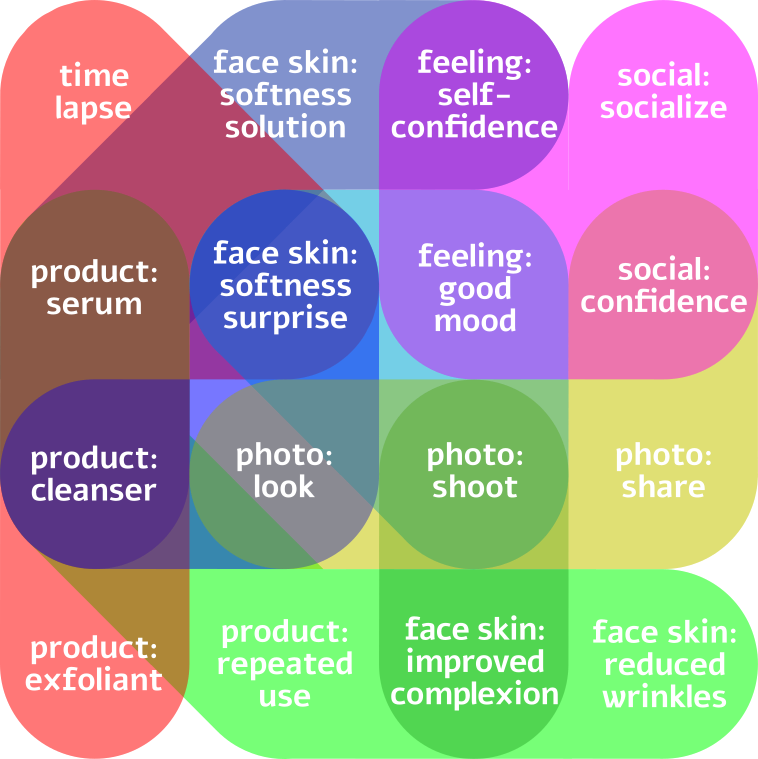 time
lapse
face skin:
softness
solution
feeling:
self-
confidence
social:
socialize
product:
serum
face skin:
softness
surprise
feeling:
good
mood
social:
confidence
product:
cleanser
photo:
look
photo:
shoot
photo:
share
product:
exfoliant
product:
repeated
use
face skin:
improved
complexion
face skin:
reduced
wrinkles